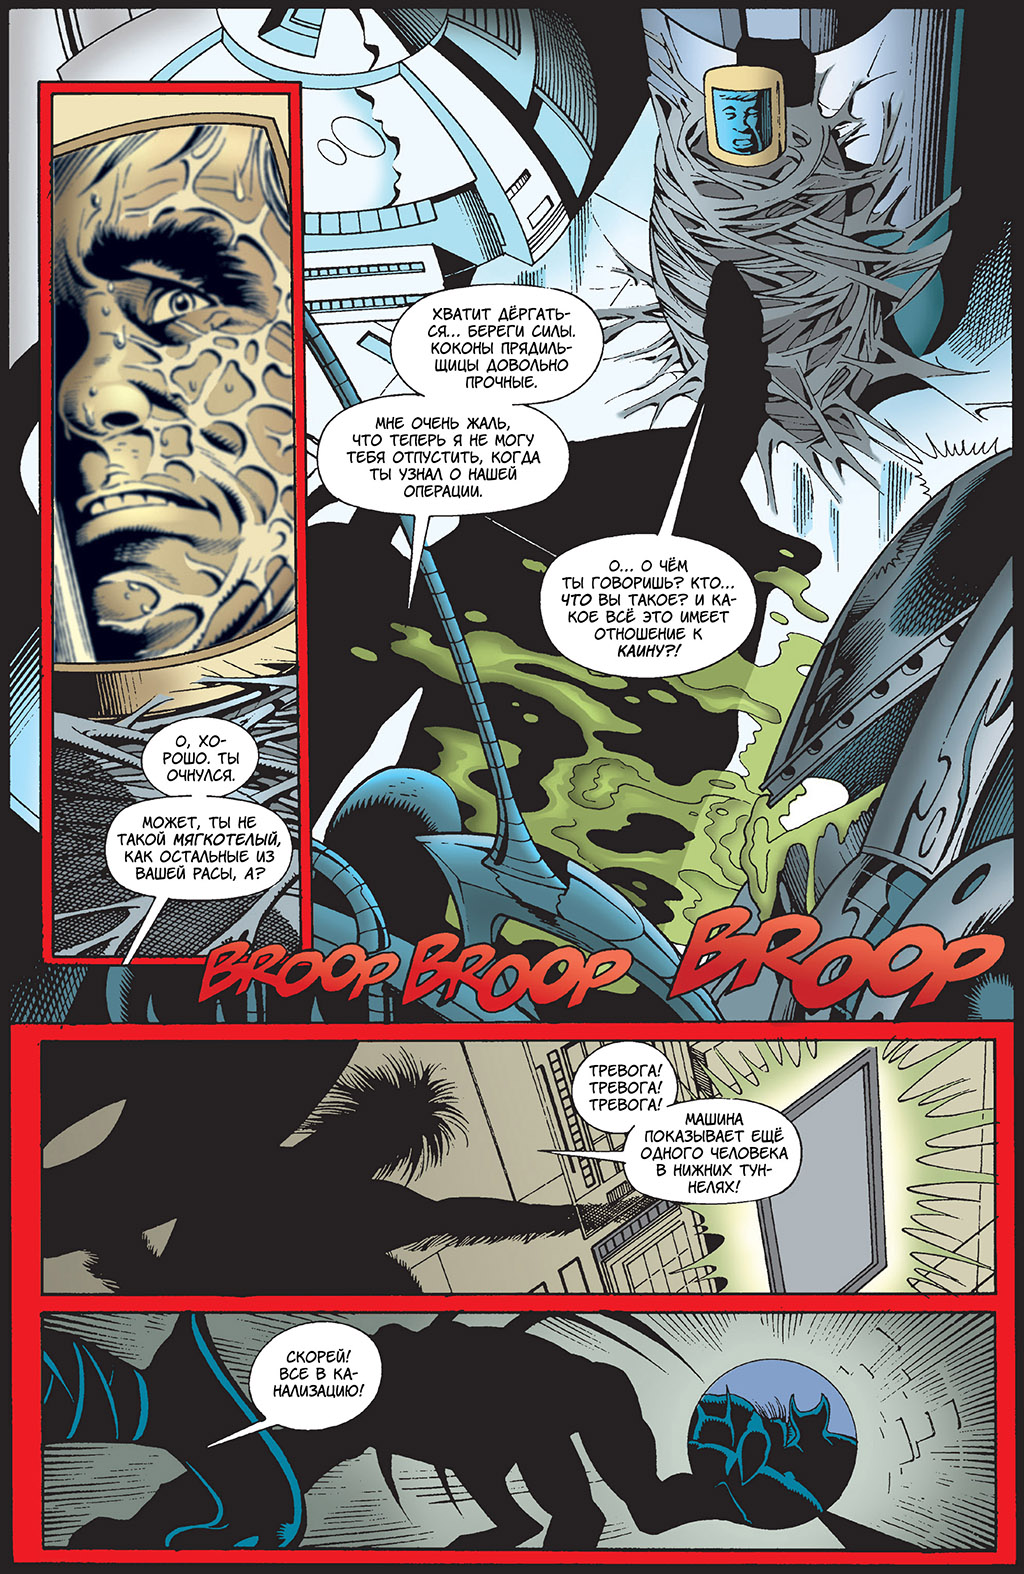 О, ХО-
РОШО. ТЫ
ОЧНУЛСЯ.
МОЖЕТ, ТЫ НЕ
ТАКОЙ МЯГКОТЕЛЫЙ,
КАК ОСТАЛЬНЫЕ ИЗ
ВАШЕЙ РАСЫ, А?
ХВАТИТ ДЁРГАТЬ-
СЯ... БЕРЕГИ СИЛЫ.
КОКОНЫ ПРЯДИЛЬ-
ЩИЦЫ ДОВОЛЬНО
ПРОЧНЫЕ.
МНЕ ОЧЕНЬ ЖАЛЬ,
ЧТО ТЕПЕРЬ Я НЕ МОГУ
ТЕБЯ ОТПУСТИТЬ, КОГДА
ТЫ УЗНАЛ О НАШЕЙ
ОПЕРАЦИИ.
О... О ЧЁМ
ТЫ ГОВОРИШЬ? КТО...
ЧТО ВЫ ТАКОЕ? И КА-
КОЕ ВСЁ ЭТО ИМЕЕТ
ОТНОШЕНИЕ К
КАИНУ?!
BROOP BROOP BROOP
ТРЕВОГА!
ТРЕВОГА!
ТРЕВОГА!
МАШИНА
ПОКАЗЫВАЕТ ЕЩЁ
ОДНОГО ЧЕЛОВЕКА
В НИЖНИХ ТУН-
НЕЛЯХ!
СКОРЕЙ!
ВСЕ В КА-
НАЛИЗАЦИЮ!